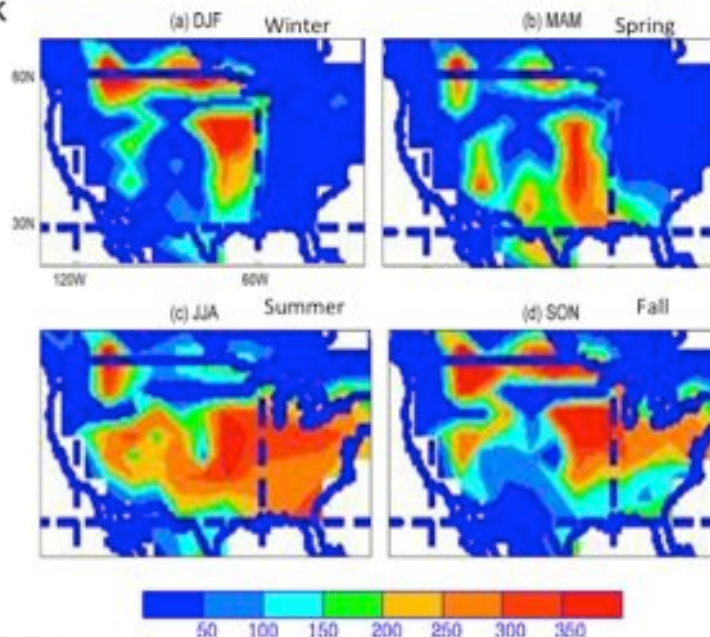 (a) DJF Winter
(b) MAM Spring
60N
30N
120W 60W
(c) JJA Summer
(d) SON Fall
50 100 150 200 250 300 350